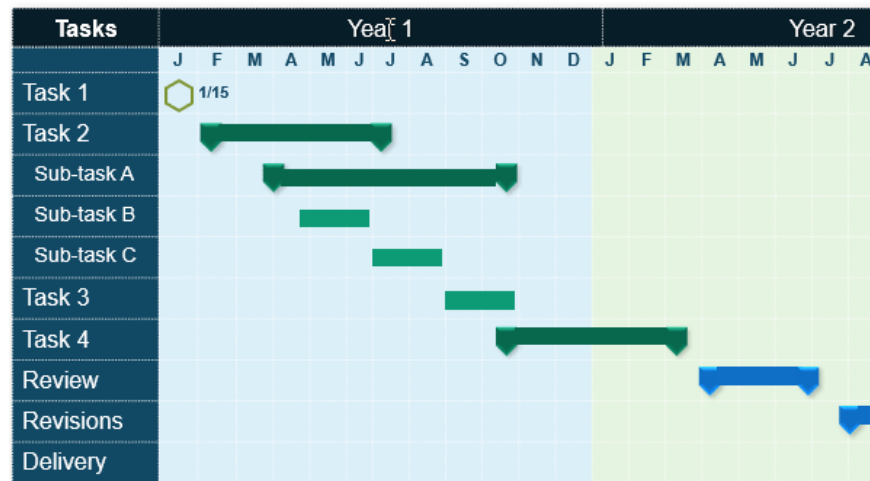 Tasks Year 1 Year 2
J F M A M J J A S O N D J F M A M J J A
Task 1 1/15
Task 2
Sub-task A
Sub-task B
Sub-task C
Task 3
Task 4
Review
Revisions
Delivery